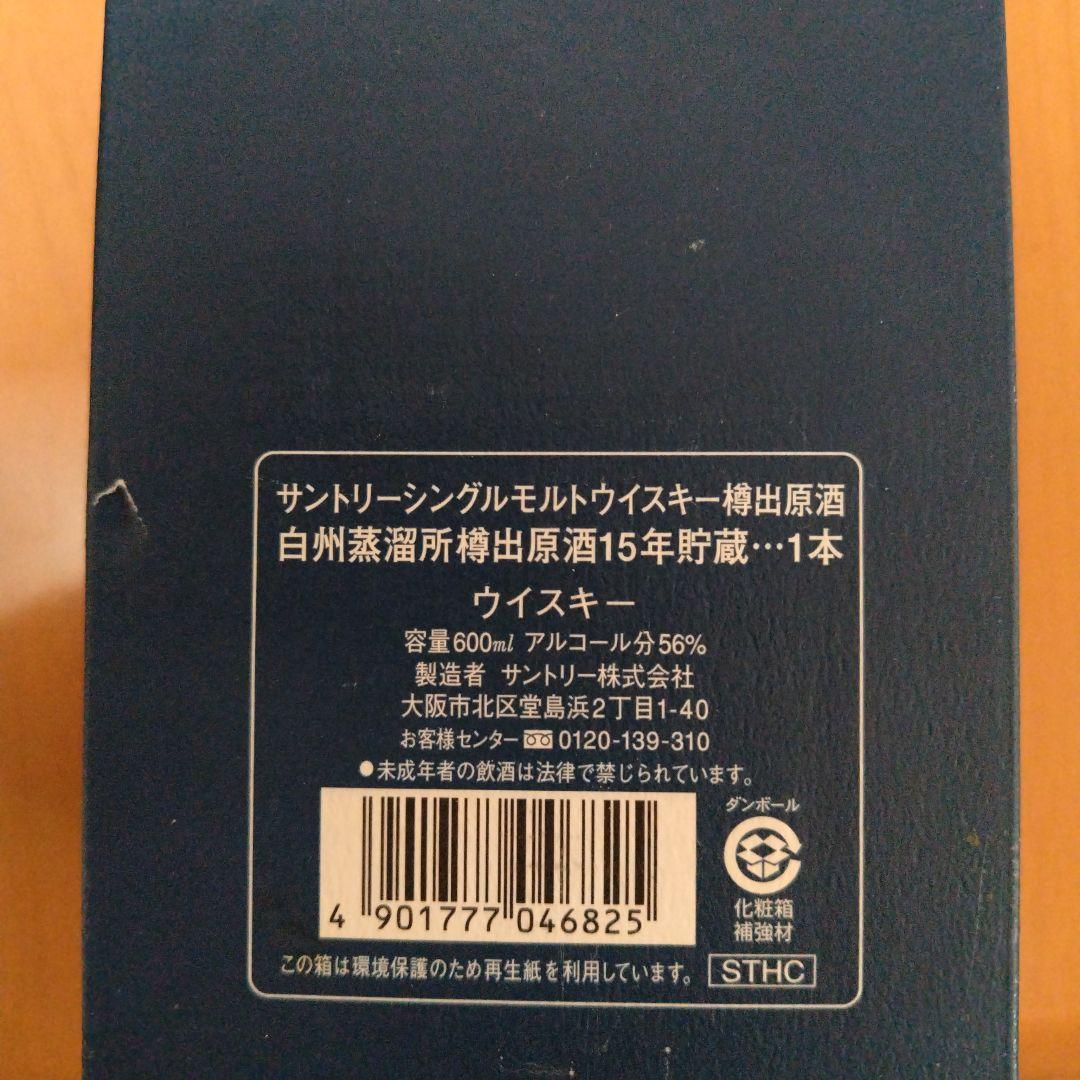 サントリーシングルモルトウイスキー樽出原酒
白州蒸溜所樽出原酒15年貯蔵…1本
ウイスキー
容量600ml アルコール分56%
製造者 サントリー株式会社
大阪市北区堂島浜2丁目1-40
お客様センター 0120-139-310
●未成年者の飲酒は法律で禁じられています。
ダンボール
4 901777 046825
化粧箱
補強材
この箱は環境保護のため再生紙を利用しています。 STHC